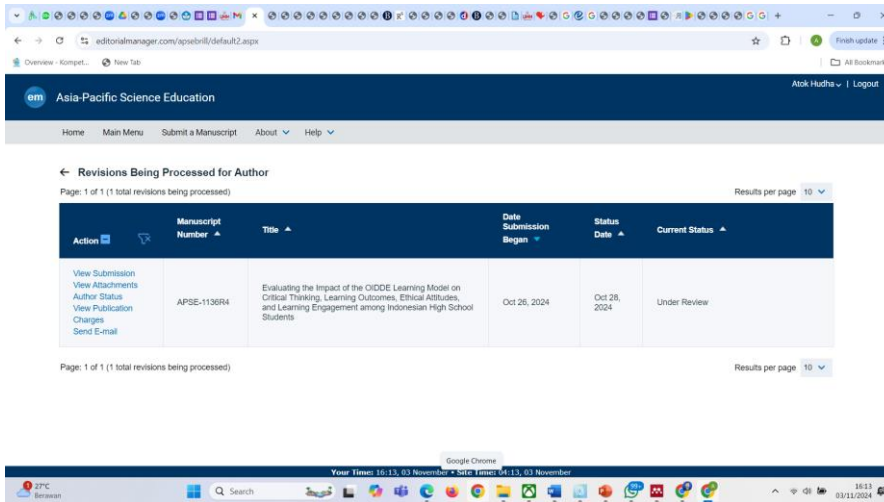 editorialmanager.com/apsebrill/default2.aspx
Finish update
Overview - Kompet...
New Tab
All Bookmark
em
Asia-Pacific Science Education
Atok Hudha | Logout
Home Main Menu Submit a Manuscript About Help
← Revisions Being Processed for Author
Page: 1 of 1 (1 total revisions being processed)
Results per page 10
Action
Manuscript
Number
Title
Date
Submission
Began
Status
Date
Current Status
View Submission
View Attachments
Author Status
View Publication
Charges
Send E-mail
APSE-1136R4
Evaluating the Impact of the OIDDE Learning Model on
Critical Thinking, Learning Outcomes, Ethical Attitudes,
and Learning Engagement among Indonesian High School
Students
Oct 26, 2024
Oct 28,
2024
Under Review
Page: 1 of 1 (1 total revisions being processed)
Results per page 10
Google Chrome
Your Time: 16:13, 03 November • Site Time: 04:13, 03 November
27°C
Berawan
Search
99+
16:13
03/11/2024